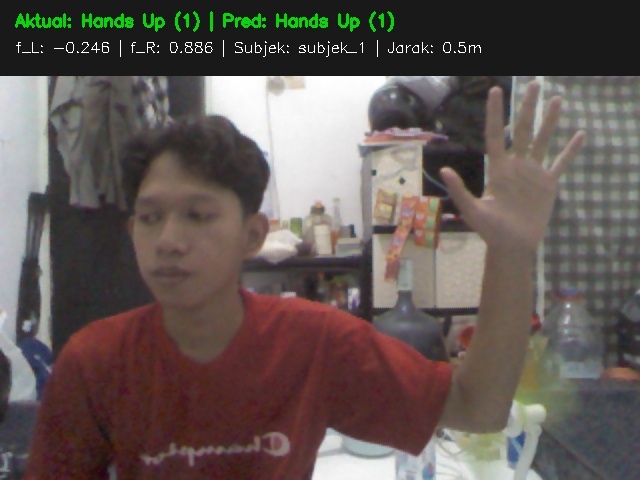 Aktual: Hands Up (1) | Pred: Hands Up (1)
f_L: -0.246 | f_R: 0.886 | Subjek: subjek_1 | Jarak: 0.5m
Champion